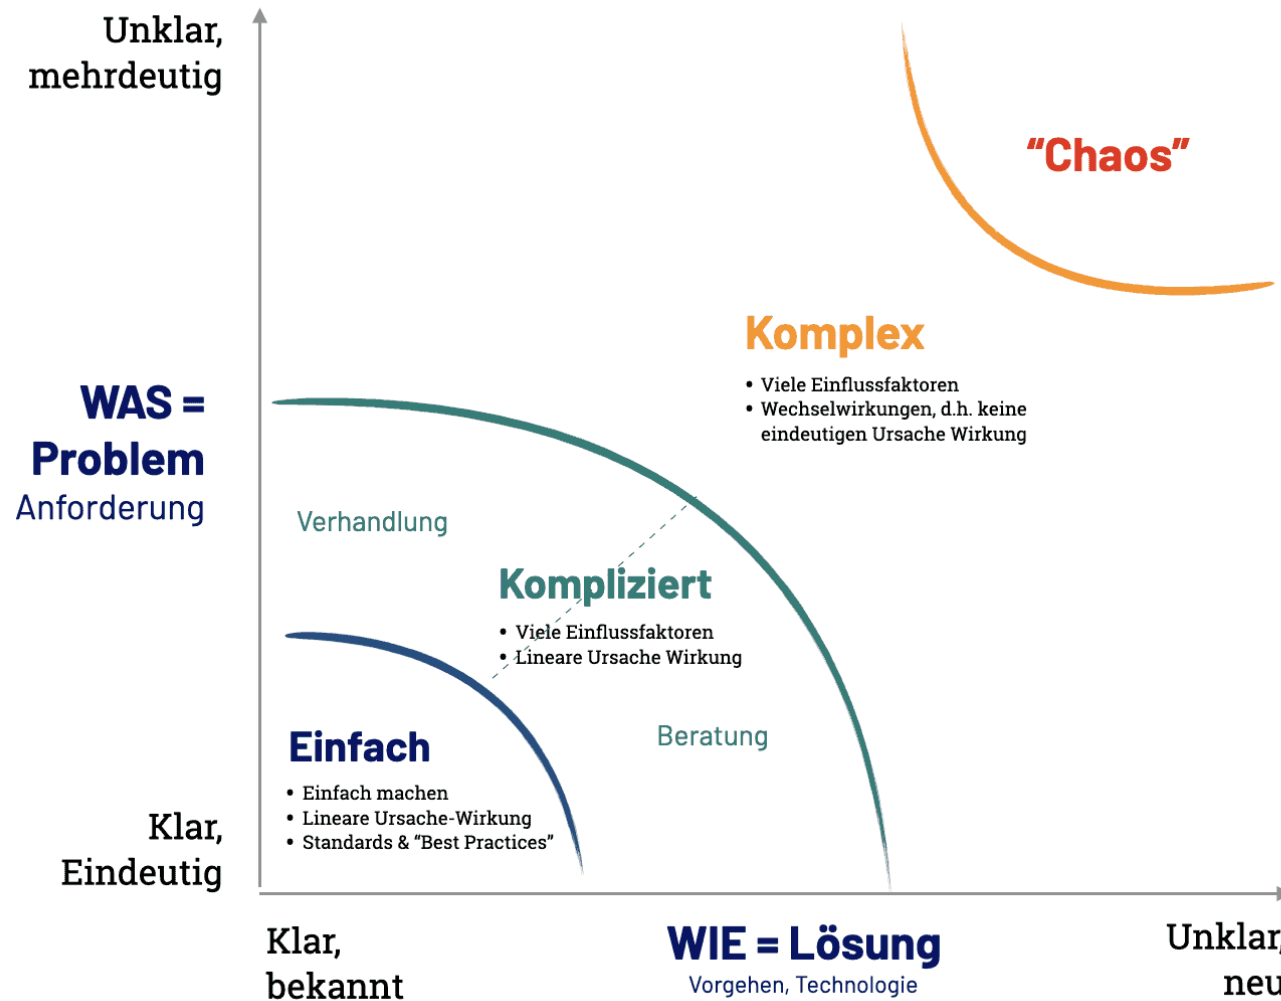 Unklar,
mehrdeutig
“Chaos”
Komplex
• Viele Einflussfaktoren
• Wechselwirkungen, d.h. keine
eindeutigen Ursache Wirkung
WAS =
Problem
Anforderung
Verhandlung
Kompliziert
• Viele Einflussfaktoren
• Lineare Ursache Wirkung
Beratung
Einfach
• Einfach machen
• Lineare Ursache-Wirkung
• Standards & “Best Practices”
Klar,
Eindeutig
Klar,
bekannt
WIE = Lösung
Vorgehen, Technologie
Unklar,
neu